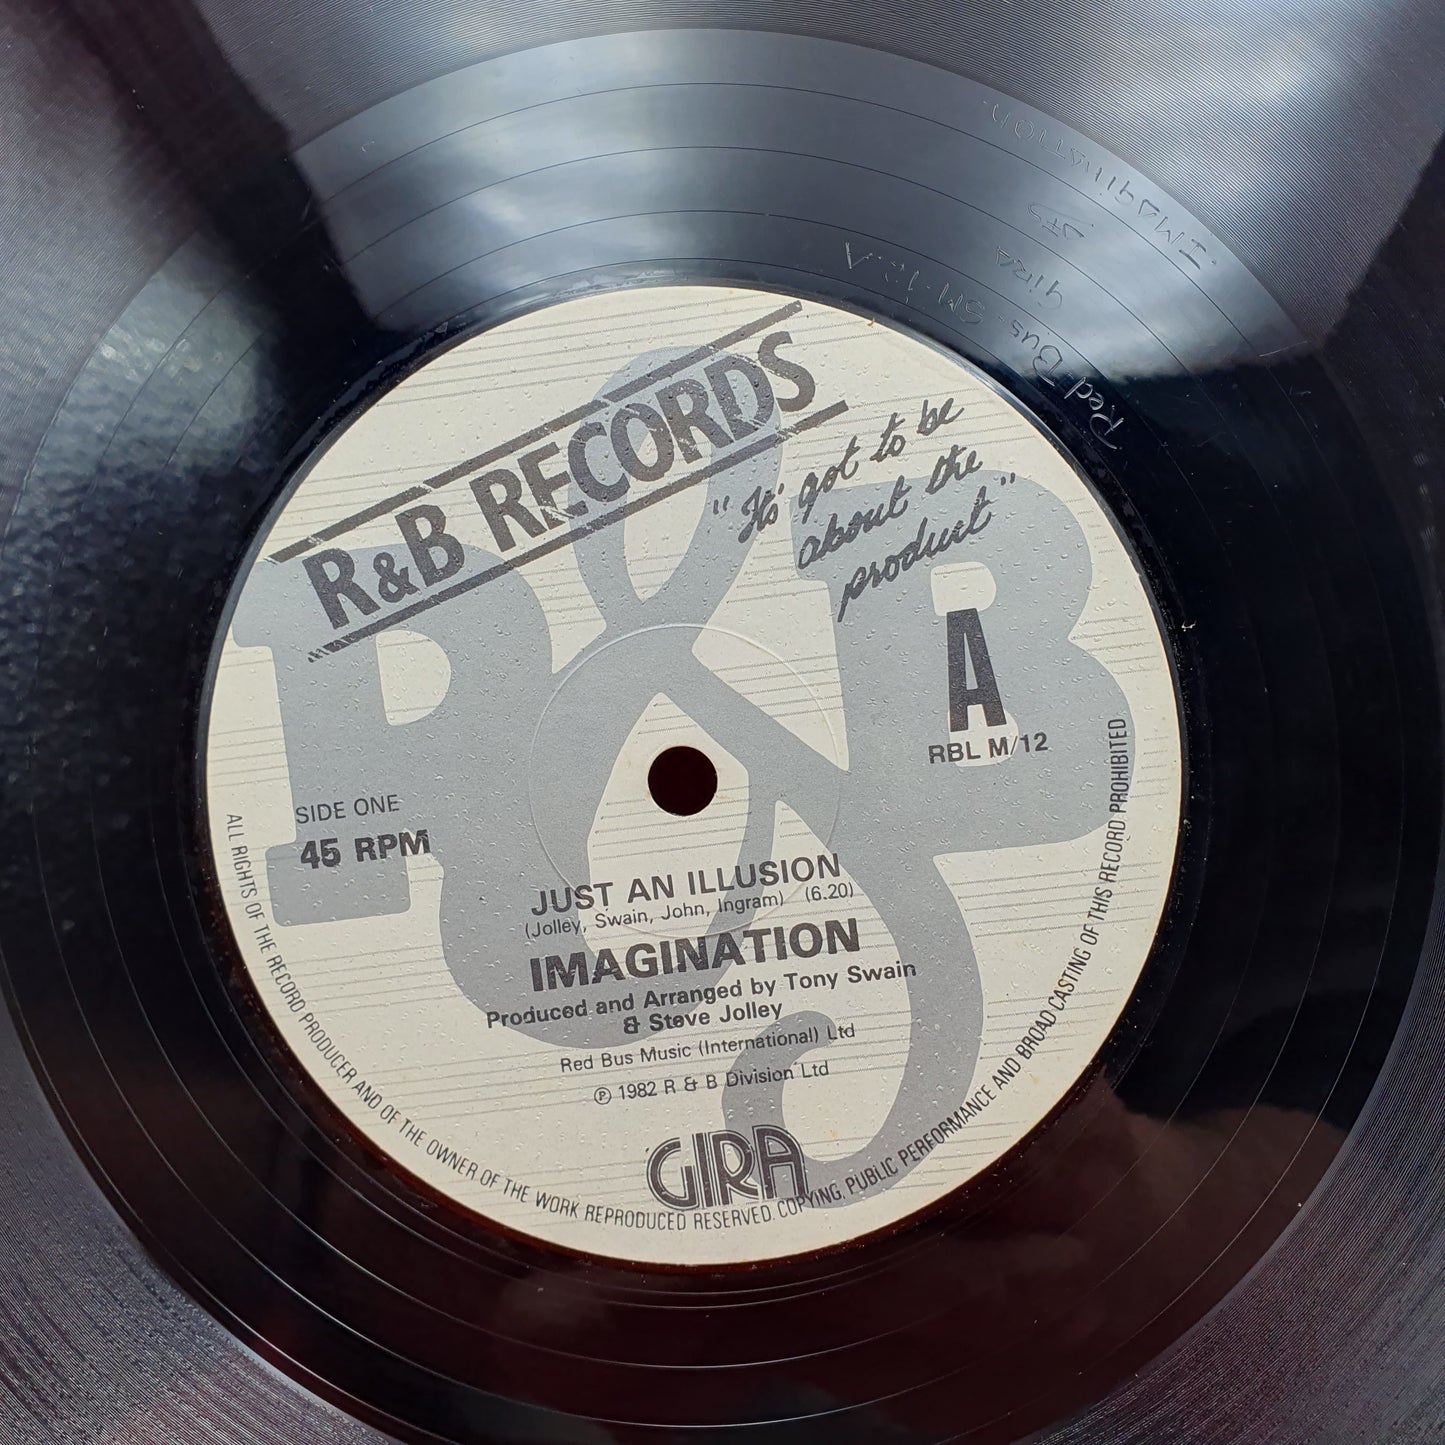 R&B RECORDS
"Its' got to be
about the
product"
A
RBL M/12
SIDE ONE
45 RPM
JUST AN ILLUSION
(Jolley, Swain, John, Ingram) (6.20)
IMAGINATION
Produced and Arranged by Tony Swain
& Steve Jolley
Red Bus Music (International) Ltd
℗ 1982 R & B Division Ltd
GIRA
ALL RIGHTS OF THE RECORD PRODUCER AND OF THE OWNER OF THE WORK REPRODUCED RESERVED. COPYING, PUBLIC PERFORMANCE AND BROADCASTING OF THIS RECORD PROHIBITED
R&B
IMAGINATION
GIRA
Red Bus